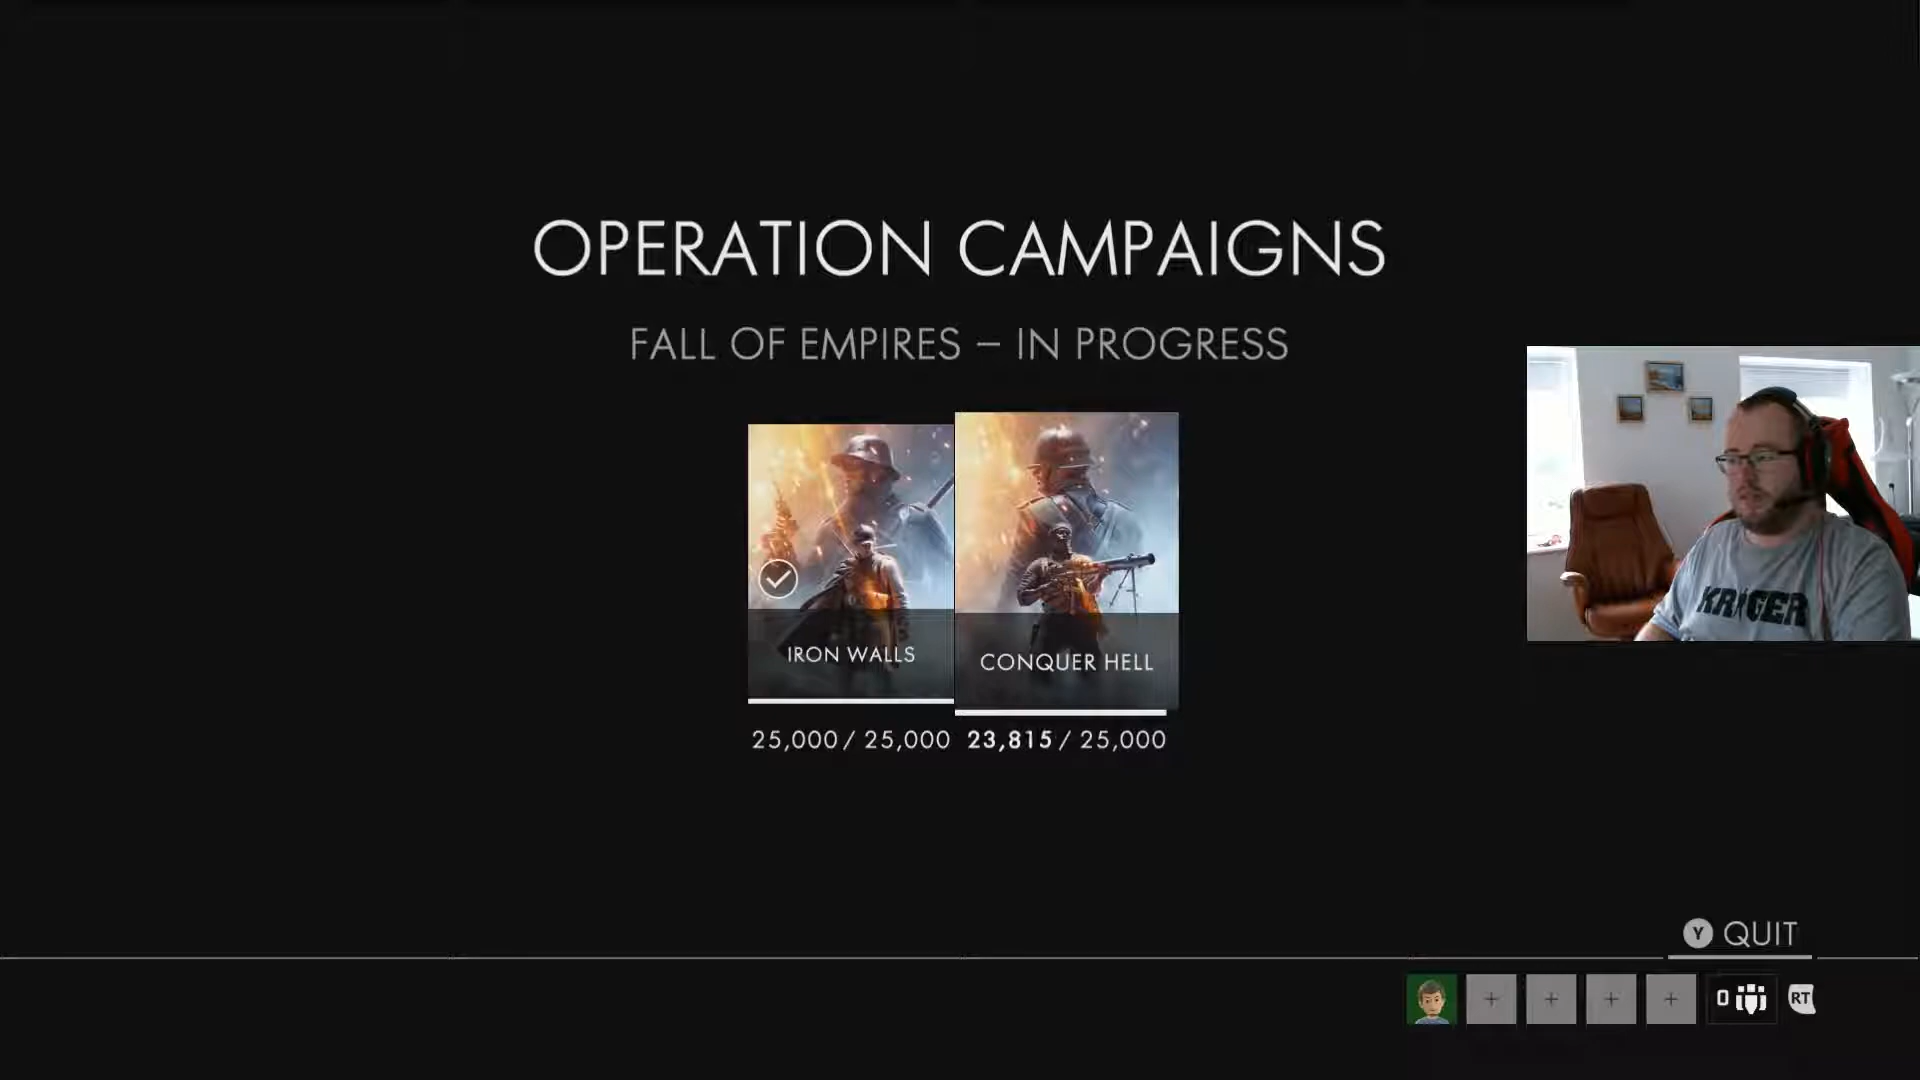 OPERATION CAMPAIGNS
FALL OF EMPIRES – IN PROGRESS
IRON WALLS
CONQUER HELL
25,000 / 25,000
23,815 / 25,000
KRUGER
Y QUIT
0
RT